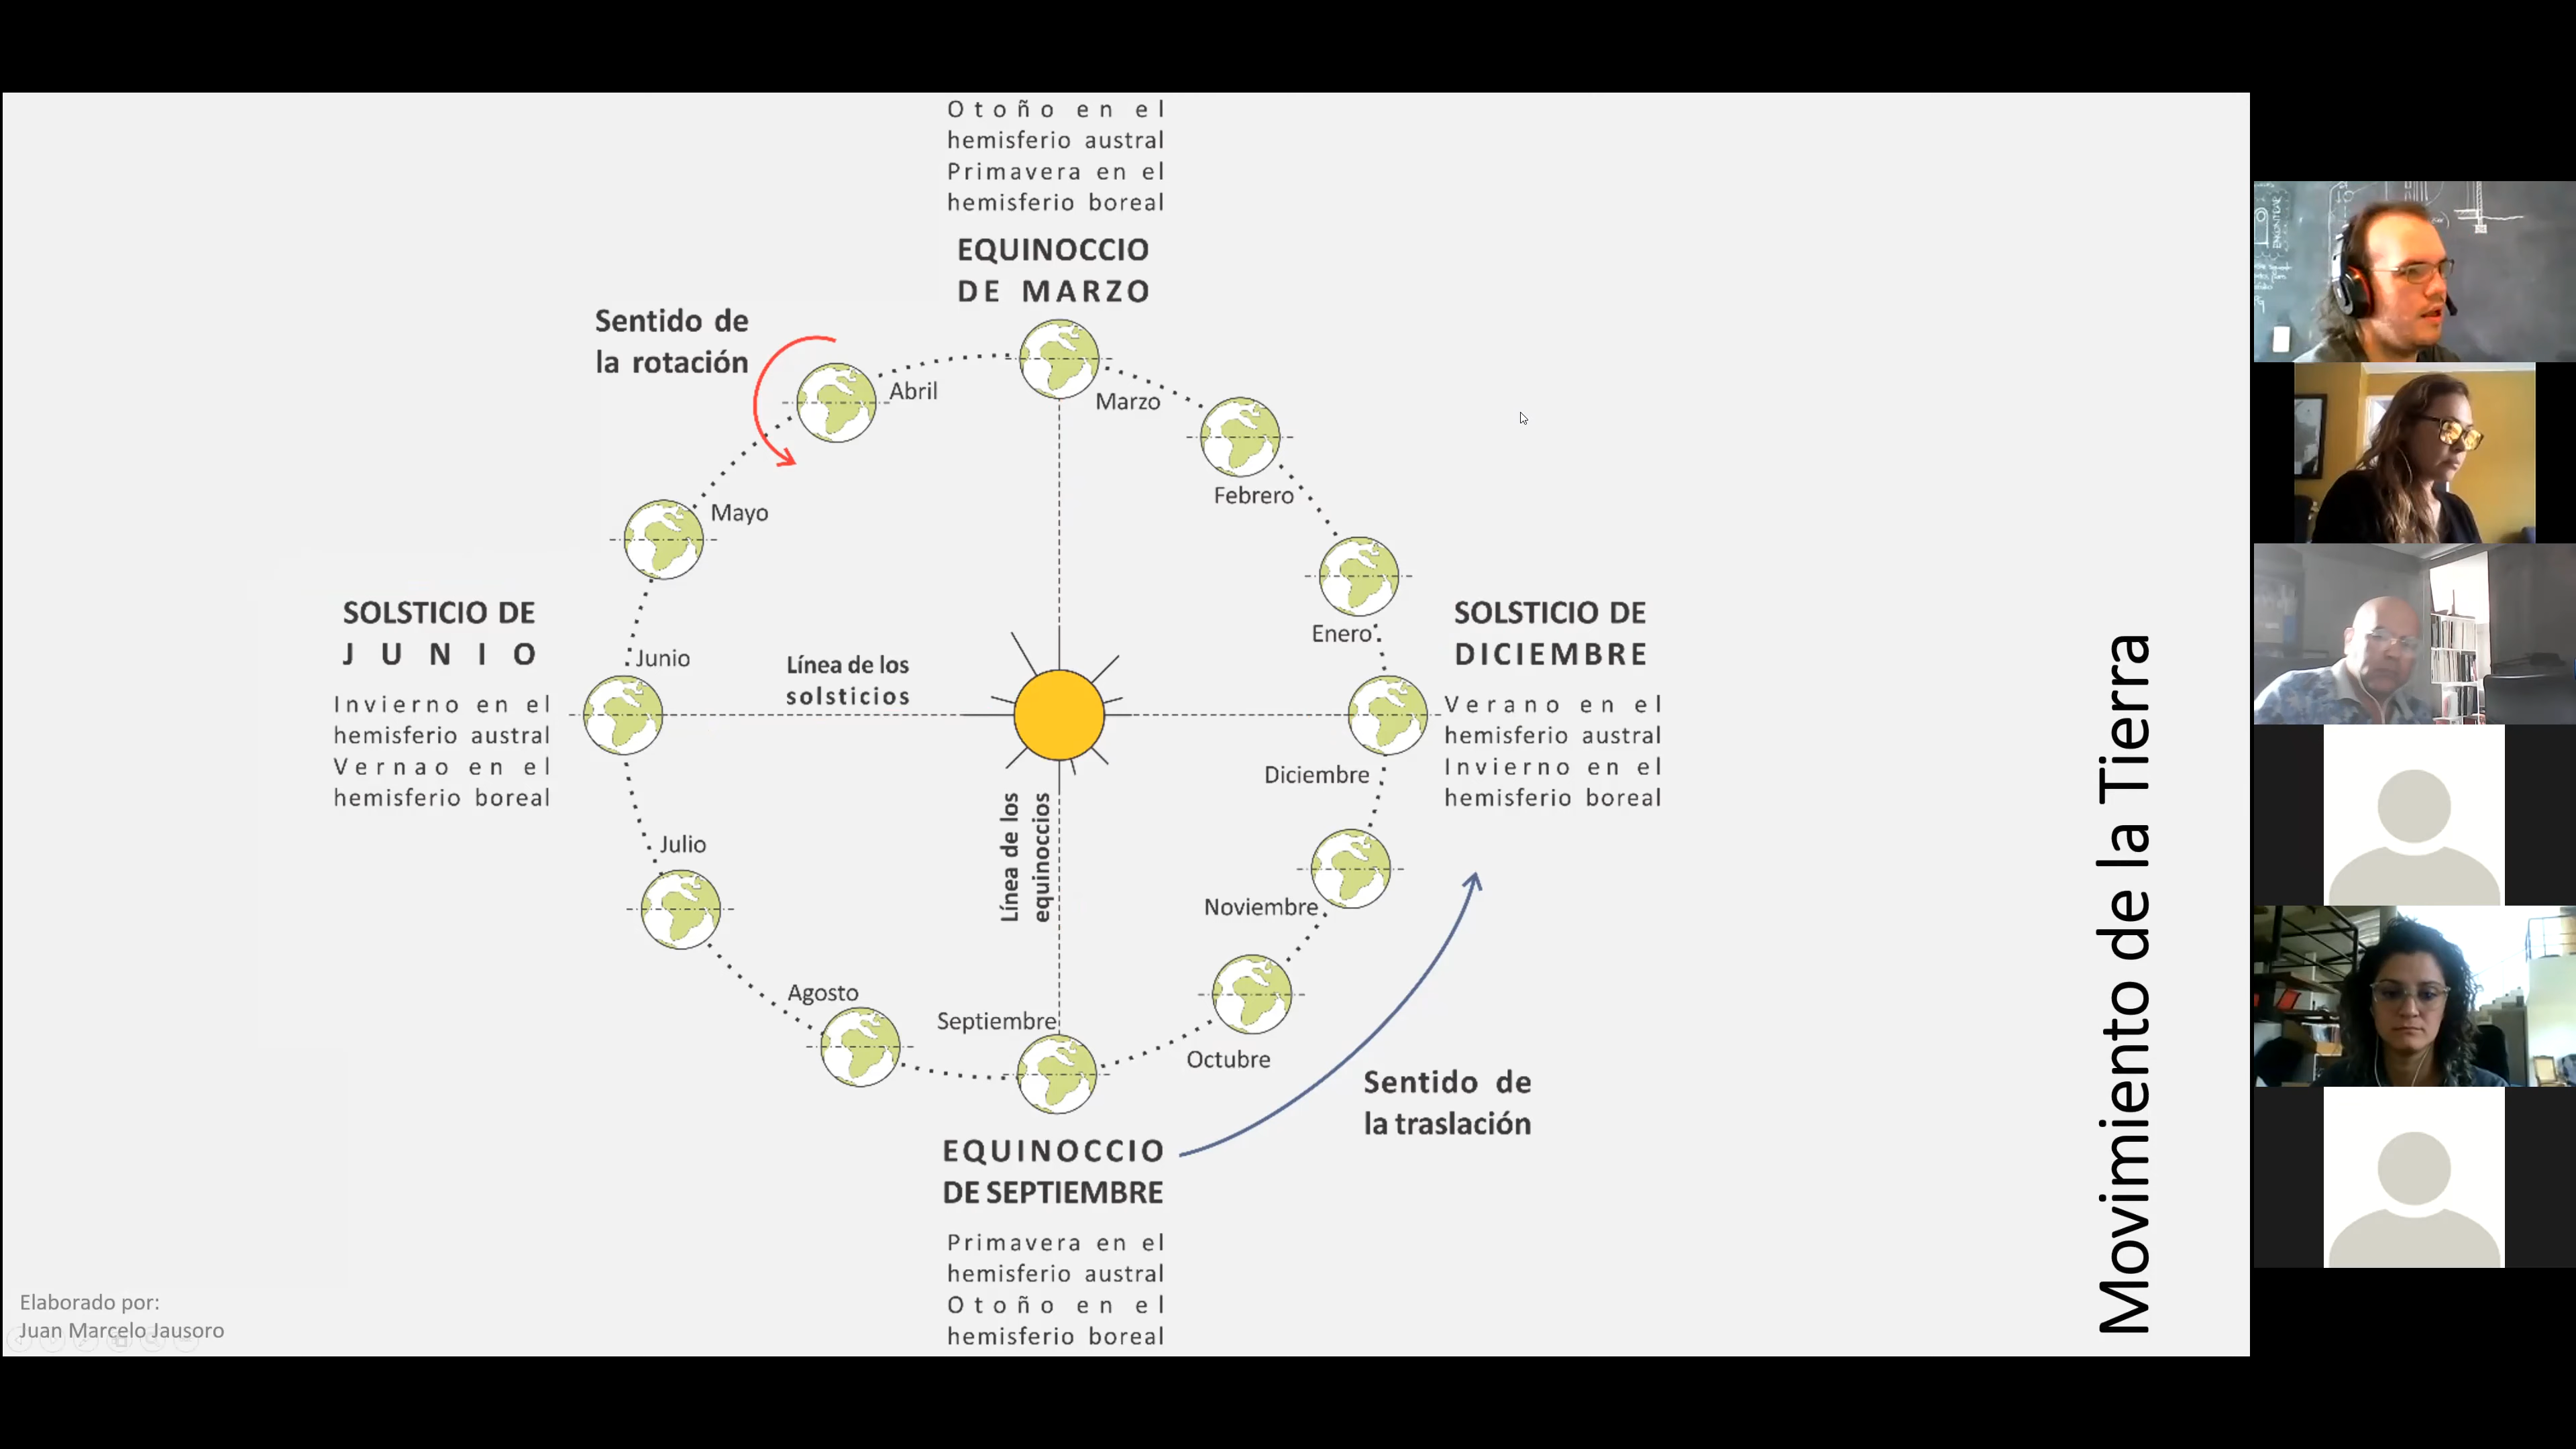 Otoño en el
hemisferio austral
Primavera en el
hemisferio boreal
EQUINOCCIO
DE MARZO
Sentido de
la rotación
Abril
Marzo
Febrero
Mayo
SOLSTICIO DE
JUNIO
Invierno en el
hemisferio austral
Vernao en el
hemisferio boreal
Junio
Línea de los
solsticios
Enero
SOLSTICIO DE
DICIEMBRE
Verano en el
hemisferio austral
Invierno en el
hemisferio boreal
Diciembre
Línea de los
equinoccios
Julio
Noviembre
Agosto
Septiembre
Octubre
Sentido de
la traslación
EQUINOCCIO
DE SEPTIEMBRE
Primavera en el
hemisferio austral
Otoño en el
hemisferio boreal
Movimiento de la Tierra
Elaborado por:
Juan Marcelo Jausoro